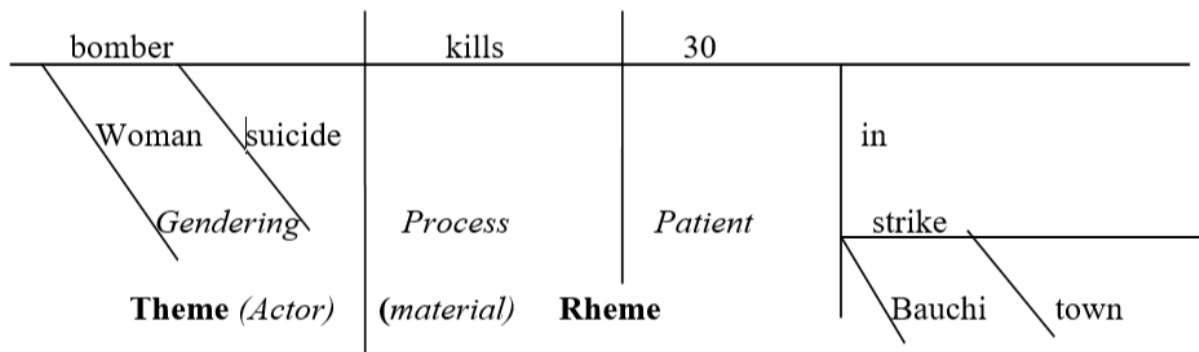 bomber kills 30
Woman suicide in
Gendering Process Patient strike
Theme (Actor) (material) Rheme Bauchi town